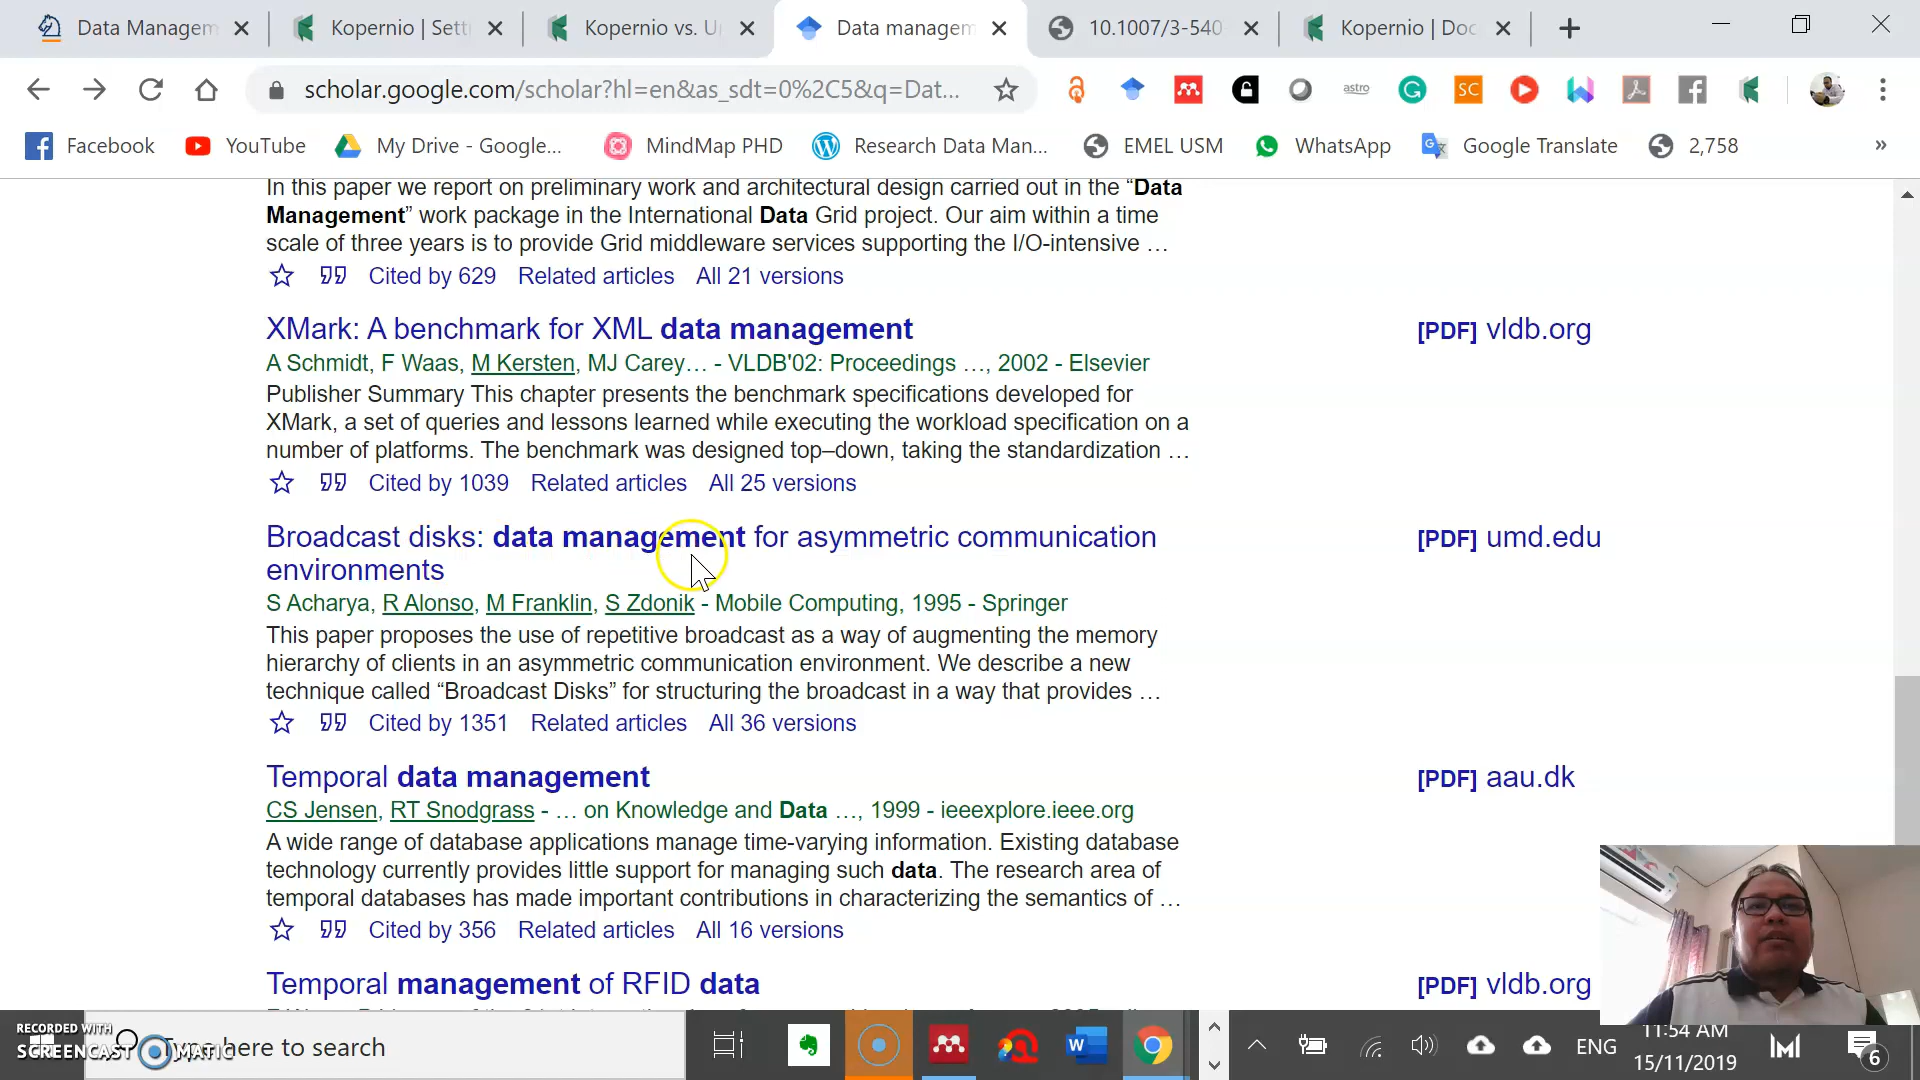 Data Managem
Kopernio | Sett
Kopernio vs. U
Data managem
10.1007/3-540
Kopernio | Doc
scholar.google.com/scholar?hl=en&as_sdt=0%2C5&q=Dat...
astro
SC
Facebook
YouTube
My Drive - Google...
MindMap PHD
Research Data Man...
EMEL USM
WhatsApp
Google Translate
2,758
»
In this paper we report on preliminary work and architectural design carried out in the “Data
Management” work package in the International Data Grid project. Our aim within a time
scale of three years is to provide Grid middleware services supporting the I/O-intensive …
Cited by 629 Related articles All 21 versions
XMark: A benchmark for XML data management
[PDF] vldb.org
A Schmidt, F Waas, M Kersten, MJ Carey… - VLDB'02: Proceedings …, 2002 - Elsevier
Publisher Summary This chapter presents the benchmark specifications developed for
XMark, a set of queries and lessons learned while executing the workload specification on a
number of platforms. The benchmark was designed top–down, taking the standardization …
Cited by 1039 Related articles All 25 versions
Broadcast disks: data management for asymmetric communication
environments
[PDF] umd.edu
S Acharya, R Alonso, M Franklin, S Zdonik - Mobile Computing, 1995 - Springer
This paper proposes the use of repetitive broadcast as a way of augmenting the memory
hierarchy of clients in an asymmetric communication environment. We describe a new
technique called “Broadcast Disks” for structuring the broadcast in a way that provides …
Cited by 1351 Related articles All 36 versions
Temporal data management
[PDF] aau.dk
CS Jensen, RT Snodgrass - … on Knowledge and Data …, 1999 - ieeexplore.ieee.org
A wide range of database applications manage time-varying information. Existing database
technology currently provides little support for managing such data. The research area of
temporal databases has made important contributions in characterizing the semantics of …
Cited by 356 Related articles All 16 versions
Temporal management of RFID data
[PDF] vldb.org
RECORDED WITH
SCREENCAST MATIC
here to search
W
ENG
11:54 AM
15/11/2019
6